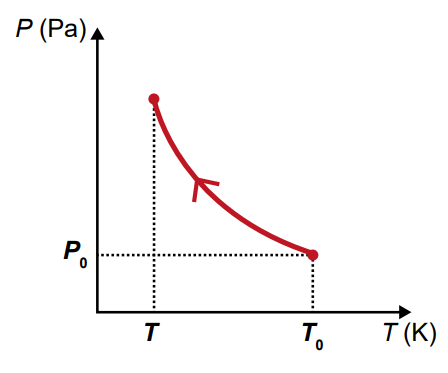 P (Pa)
P₀
T
T₀
T (K)